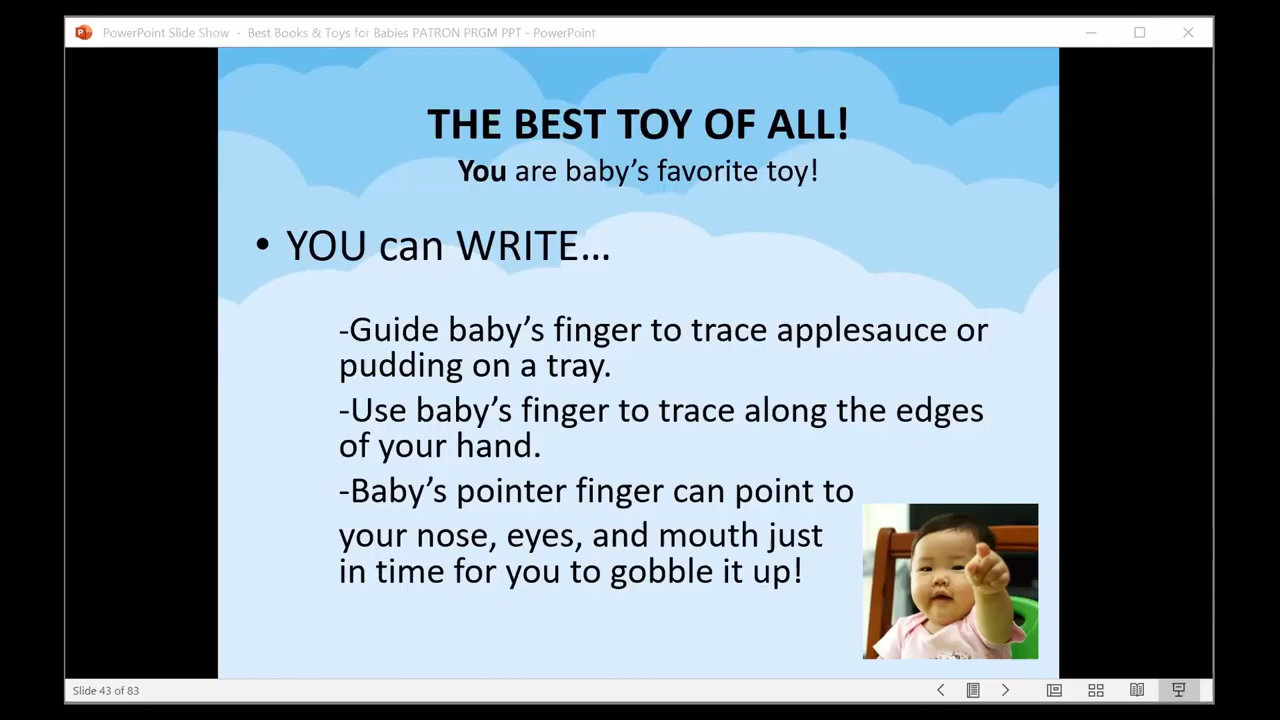 PowerPoint Slide Show - Best Books & Toys for Babies PATRON PRGM PPT - PowerPoint
THE BEST TOY OF ALL!
You are baby’s favorite toy!
• YOU can WRITE…
-Guide baby’s finger to trace applesauce or
pudding on a tray.
-Use baby’s finger to trace along the edges
of your hand.
-Baby’s pointer finger can point to
your nose, eyes, and mouth just
in time for you to gobble it up!
Slide 43 of 83